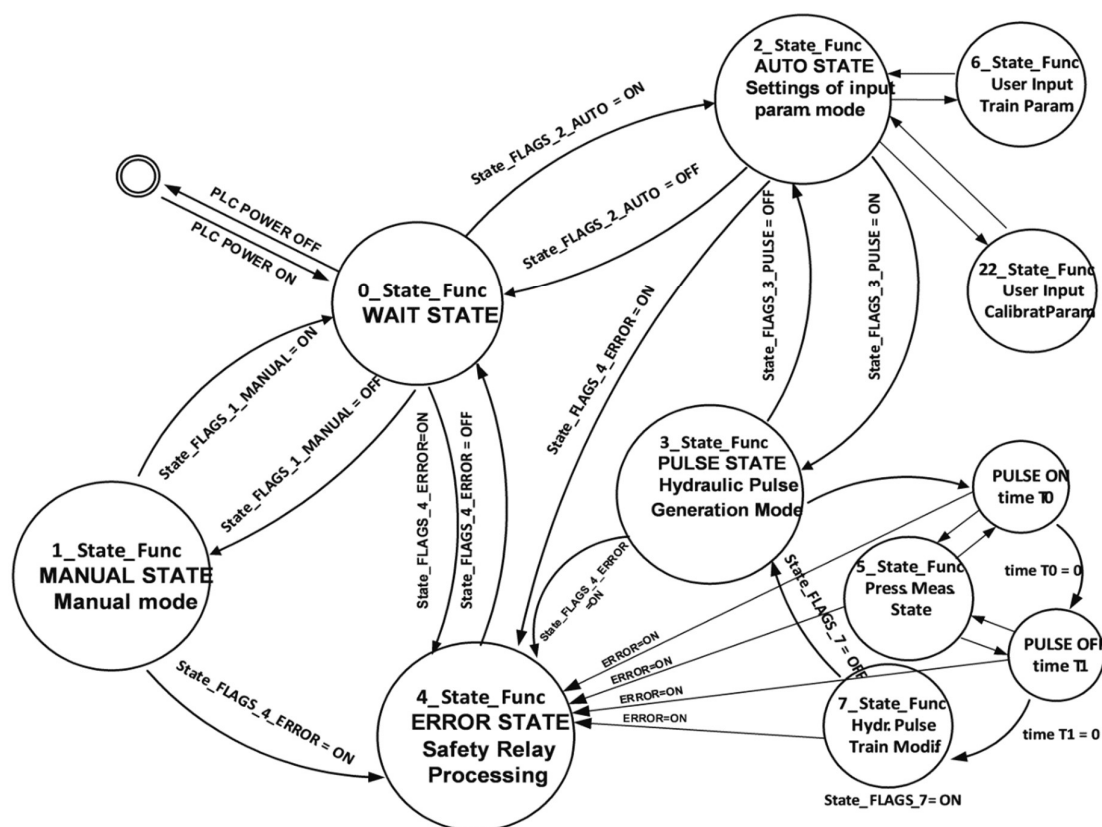 2_State_Func
AUTO STATE
Settings of input
param. mode
6_State_Func
User Input
Train Param
State_FLAGS_2_AUTO = ON
State_FLAGS_2_AUTO = OFF
PLC POWER OFF
PLC POWER ON
0_State_Func
WAIT STATE
22_State_Func
User Input
CalibratParam
State_FLAGS_3_PULSE = OFF
State_FLAGS_3_PULSE = ON
State_FLAGS_4_ERROR = ON
State_FLAGS_1_MANUAL = ON
State_FLAGS_1_MANUAL = OFF
State_FLAGS_4_ERROR=ON
State_FLAGS_4_ERROR = OFF
3_State_Func
PULSE STATE
Hydraulic Pulse
Generation Mode
PULSE ON
time T0
1_State_Func
MANUAL STATE
Manual mode
State_FLAGS_4_ERROR
=ON
5_State_Func
Press. Meas.
State
time T0 = 0
State_FLAGS_7 = OFF
PULSE OFF
time T1
ERROR=ON
ERROR=ON
ERROR=ON
ERROR=ON
State_FLAGS_4_ERROR = ON
4_State_Func
ERROR STATE
Safety Relay
Processing
7_State_Func
Hydr. Pulse
Train Modif
time T1 = 0
State_FLAGS_7= ON